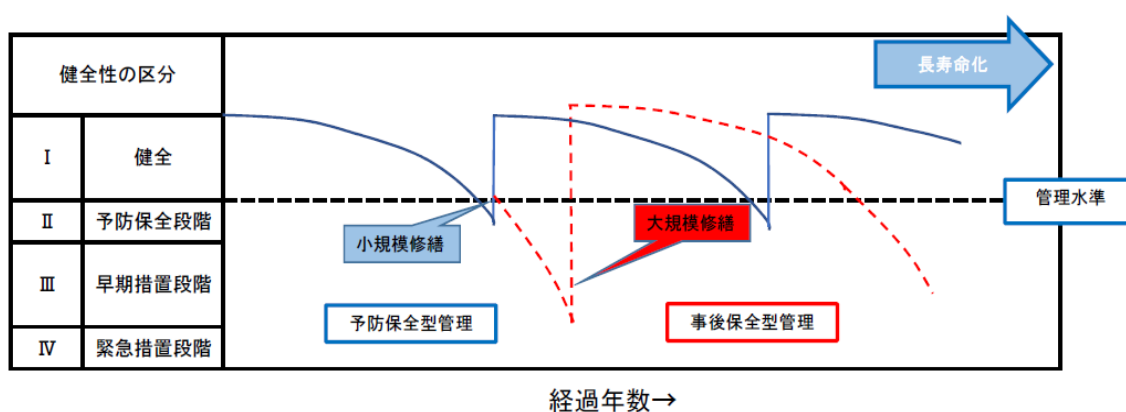 長寿命化
健全性の区分
Ⅰ 健全
管理水準
Ⅱ 予防保全段階
小規模修繕
大規模修繕
Ⅲ 早期措置段階
予防保全型管理
事後保全型管理
Ⅳ 緊急措置段階
経過年数→